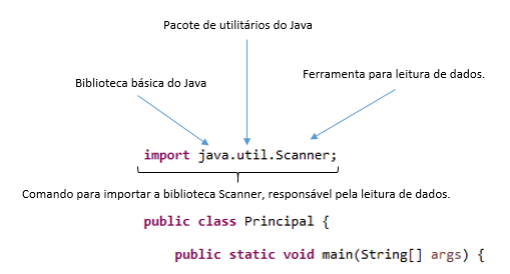 Pacote de utilitários do Java
Ferramenta para leitura de dados.
Biblioteca básica do Java
import java.util.Scanner;
Comando para importar a biblioteca Scanner, responsável pela leitura de dados.
public class Principal {
public static void main(String[] args) {